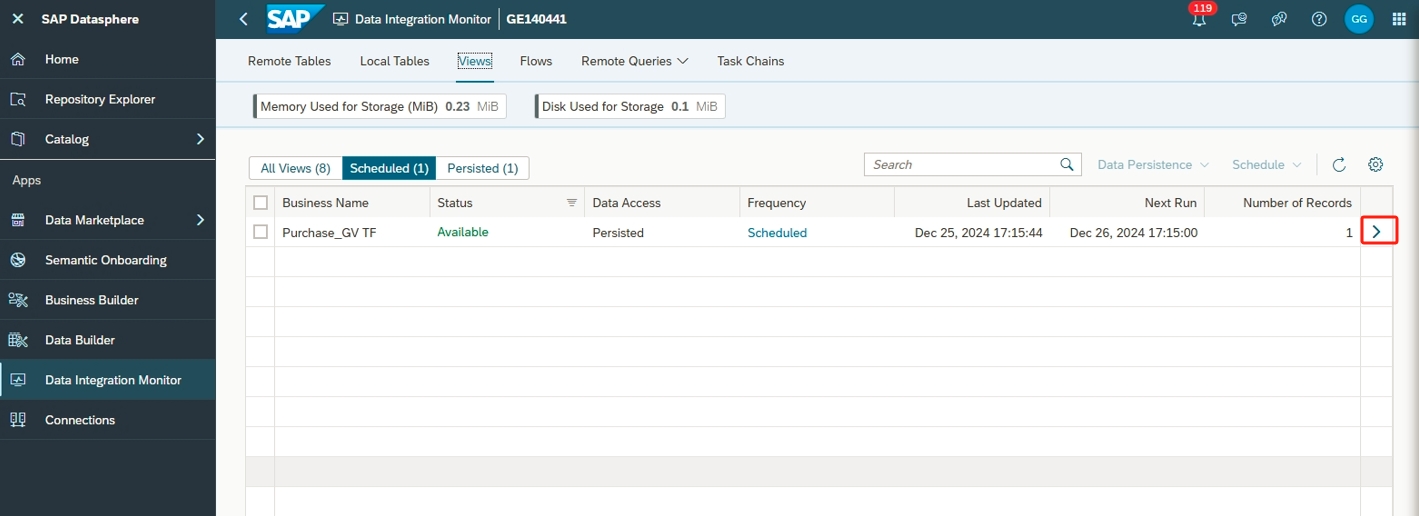 SAP Datasphere
SAP Data Integration Monitor GE140441 119 GG
Home
Repository Explorer
Catalog
Apps
Data Marketplace
Semantic Onboarding
Business Builder
Data Builder
Data Integration Monitor
Connections
Remote Tables Local Tables Views Flows Remote Queries Task Chains
Memory Used for Storage (MiB) 0.23 MiB Disk Used for Storage 0.1 MiB
All Views (8) Scheduled (1) Persisted (1) Search Data Persistence Schedule
Business Name Status Data Access Frequency Last Updated Next Run Number of Records
Purchase_GV TF Available Persisted Scheduled Dec 25, 2024 17:15:44 Dec 26, 2024 17:15:00 1